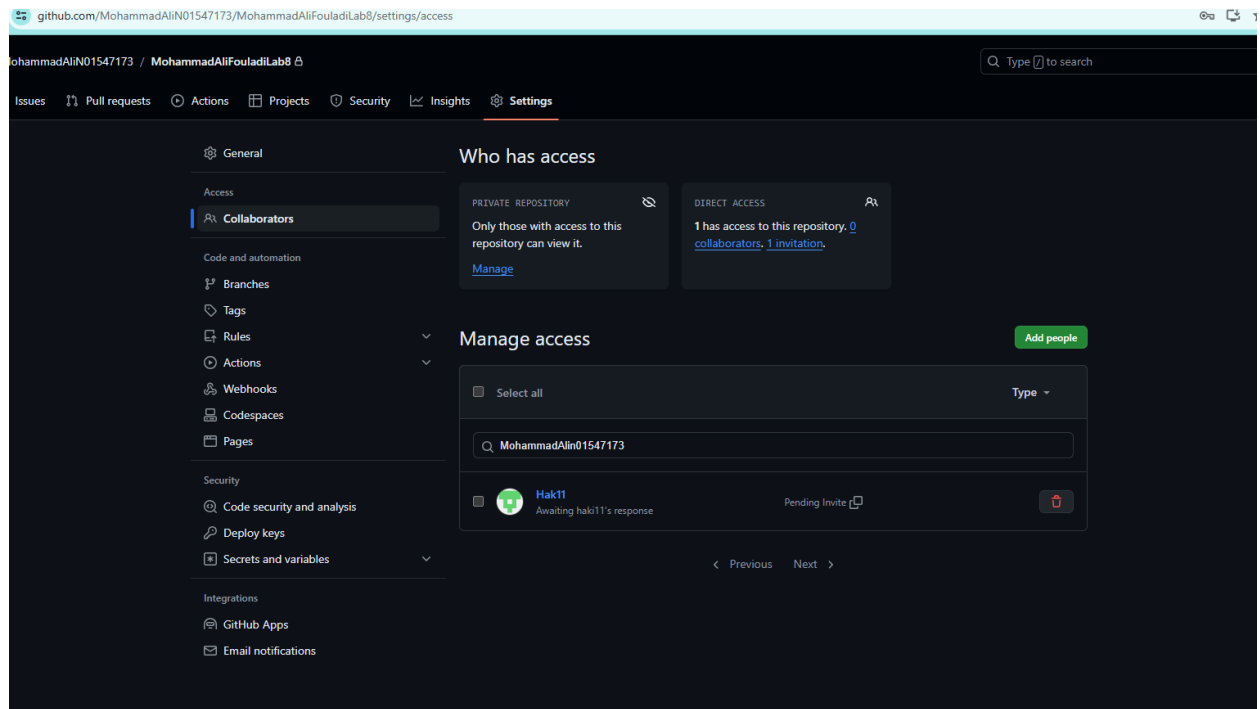 github.com/MohammadAliN01547173/MohammadAliFouladiLab8/settings/access
ohammadAliN01547173 / MohammadAliFouladiLab8
Type / to search
Issues Pull requests Actions Projects Security Insights Settings
General
Access
Collaborators
Code and automation
Branches
Tags
Rules
Actions
Webhooks
Codespaces
Pages
Security
Code security and analysis
Deploy keys
Secrets and variables
Integrations
GitHub Apps
Email notifications
Who has access
PRIVATE REPOSITORY
Only those with access to this
repository can view it.
Manage
DIRECT ACCESS
1 has access to this repository. 0
collaborators. 1 invitation.
Manage access
Add people
Select all
Type
MohammadAlin01547173
Hak11
Awaiting haki11's response
Pending Invite
Previous Next